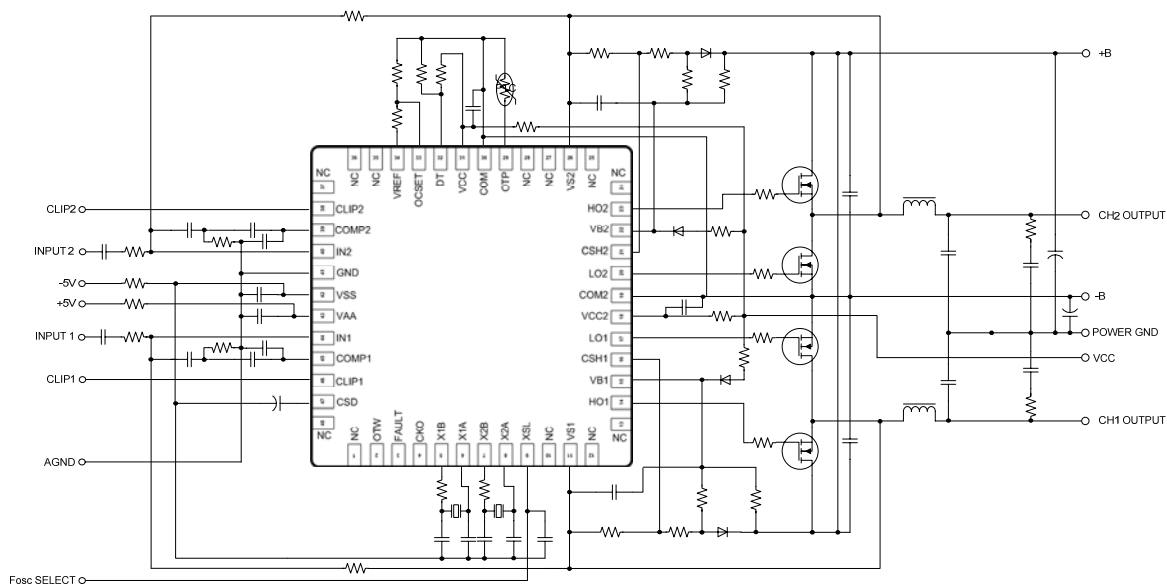 +B
NC
NC
VREF
OCSET
DT
VCC
COM
OTP
NC
NC
VS2
NC
NC
NC
CLIP2
CLIP2
HO2
COMP2
VB2
CH2 OUTPUT
INPUT 2
IN2
CSH2
GND
LO2
-5V
VSS
COM2
-B
+5V
VAA
VCC2
INPUT 1
IN1
LO1
POWER GND
COMP1
CSH1
VCC
CLIP1
CLIP1
VB1
CSD
HO1
CH1 OUTPUT
NC
NC
NC
OTW
FAULT
CKO
X1B
X1A
X2B
X2A
XSL
NC
VS1
NC
AGND
Fosc SELECT